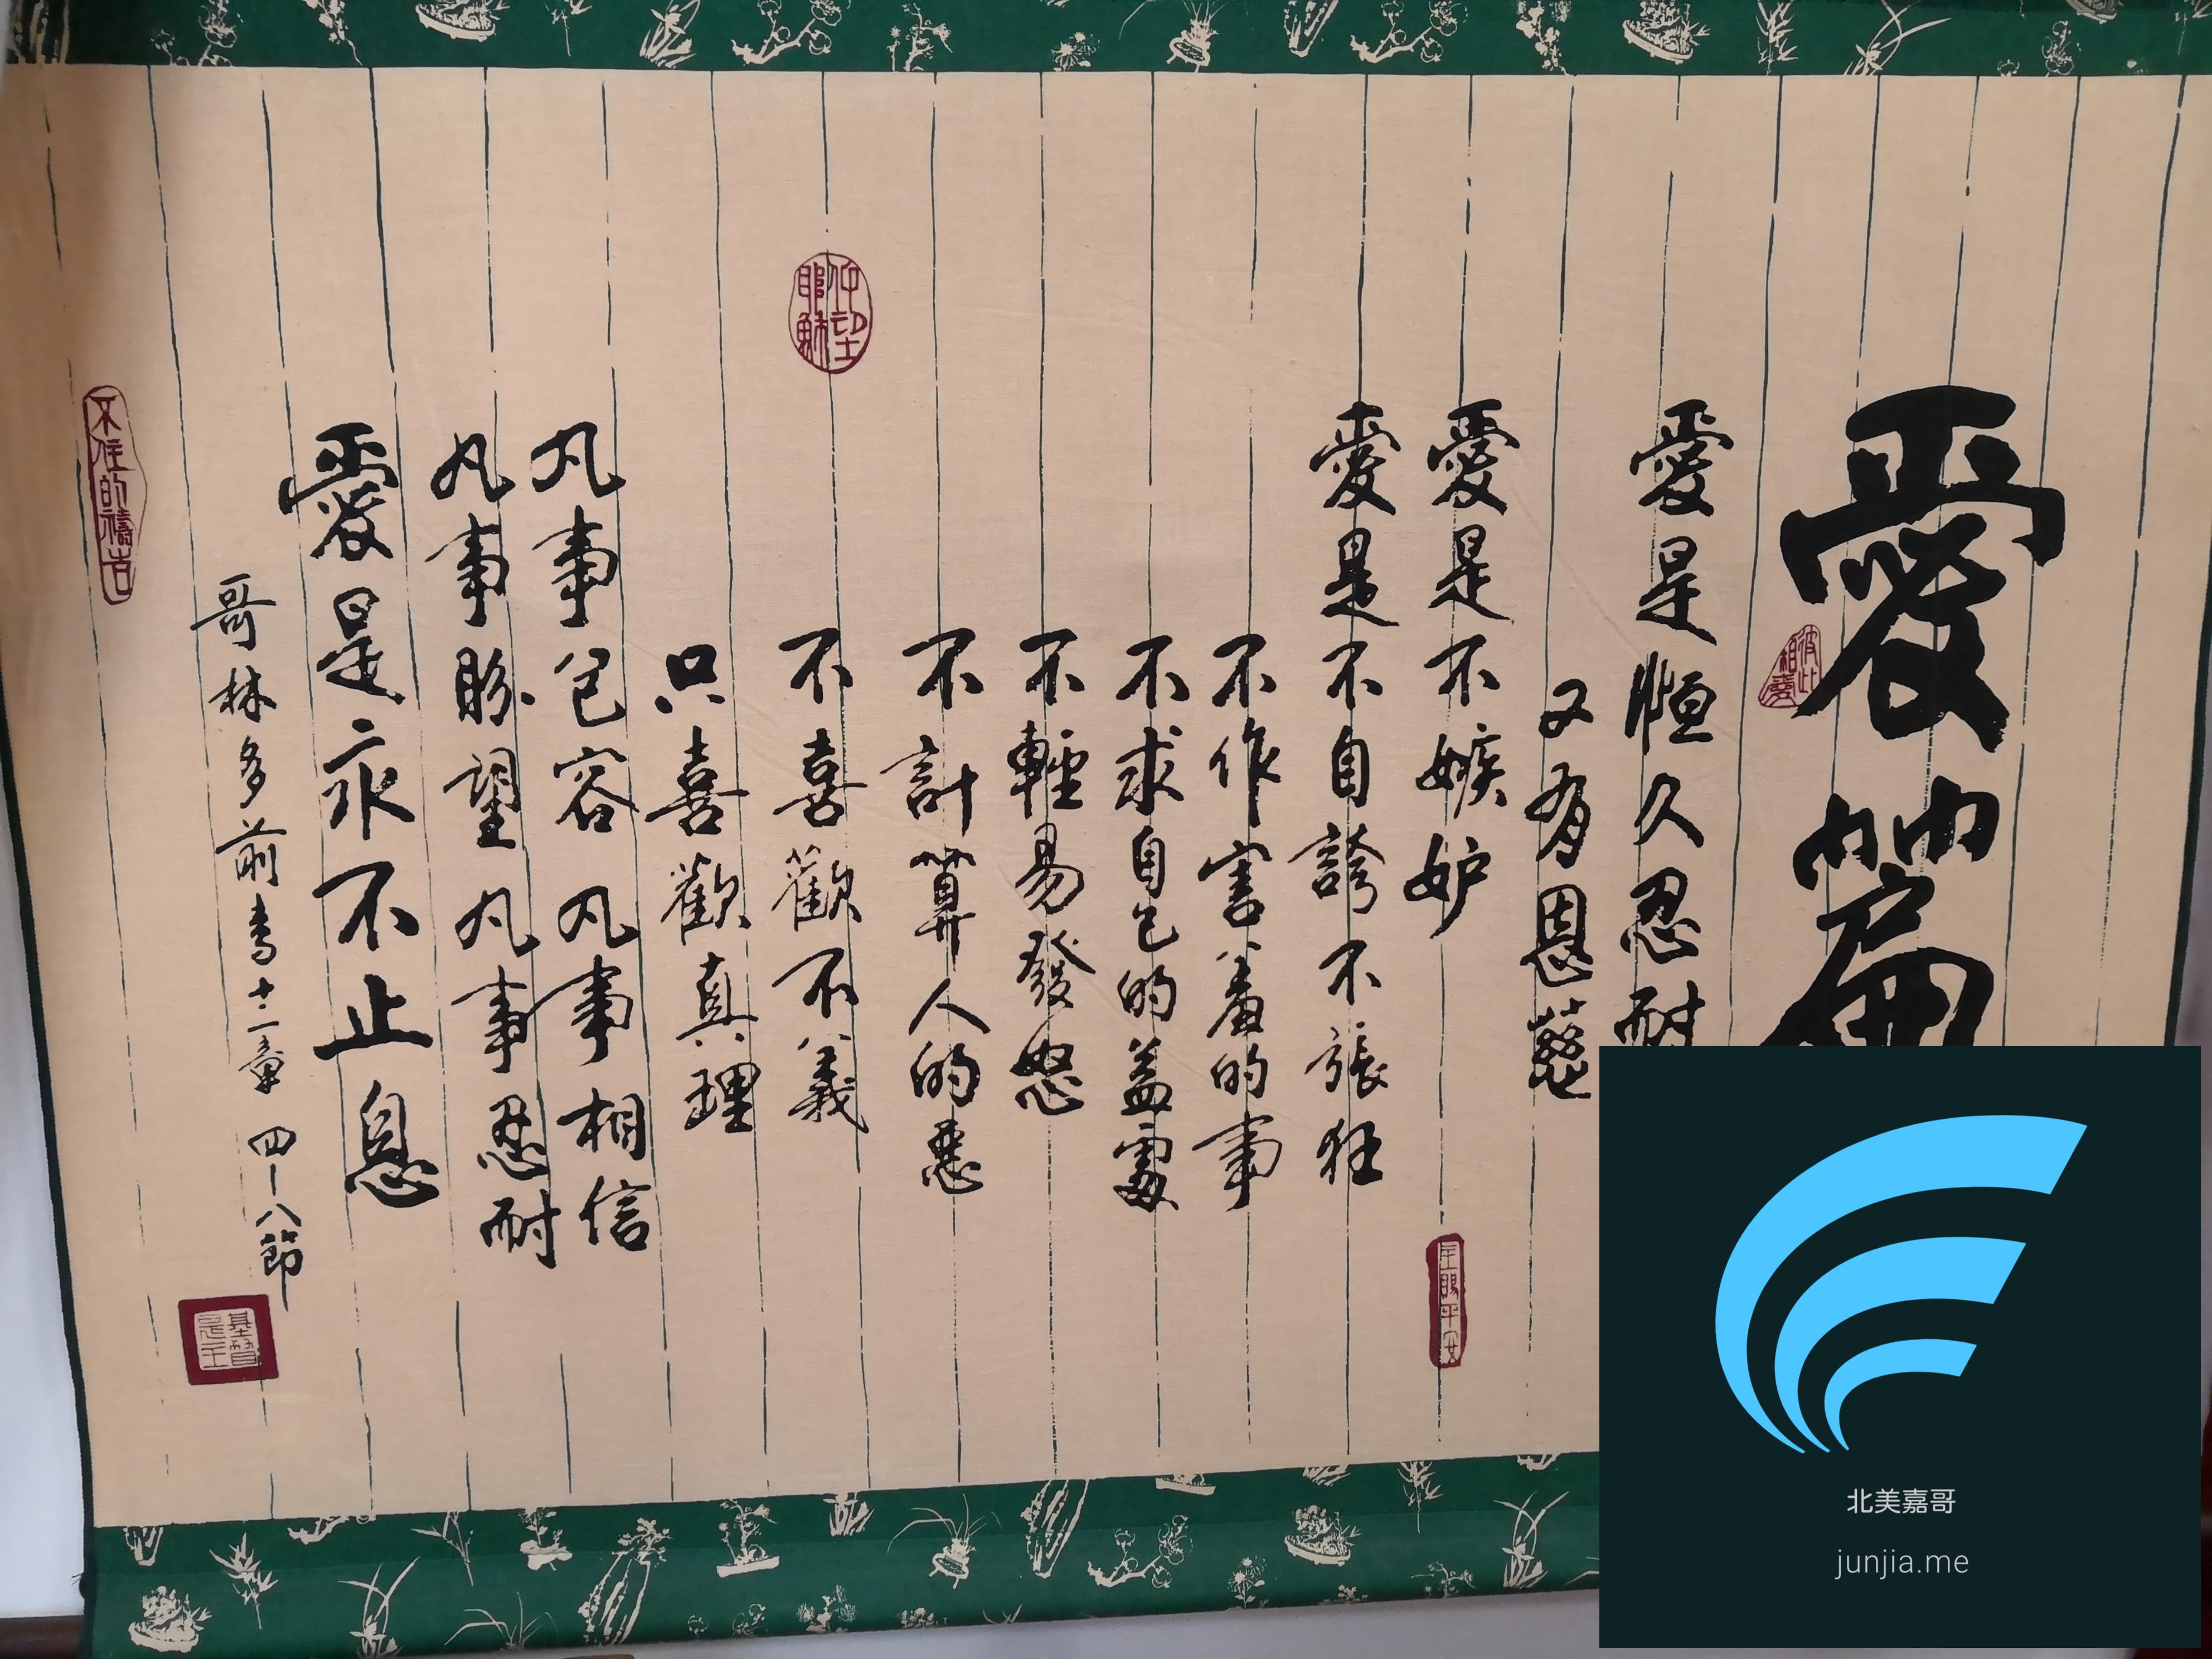 愛篇
彼此相愛
愛是恒久忍耐
又有恩慈
愛是不嫉妒
愛是不自誇不張狂
不作害羞的事
不求自己的益處
不輕易發怒
不計算人的惡
不喜歡不義
只喜歡真理
凡事包容凡事相信
凡事盼望凡事忍耐
愛是永不止息
哥林多前書十三章四-八節
仰望耶穌
不住的禱告
主賜平安
基督是主
北美嘉哥
junjia.me